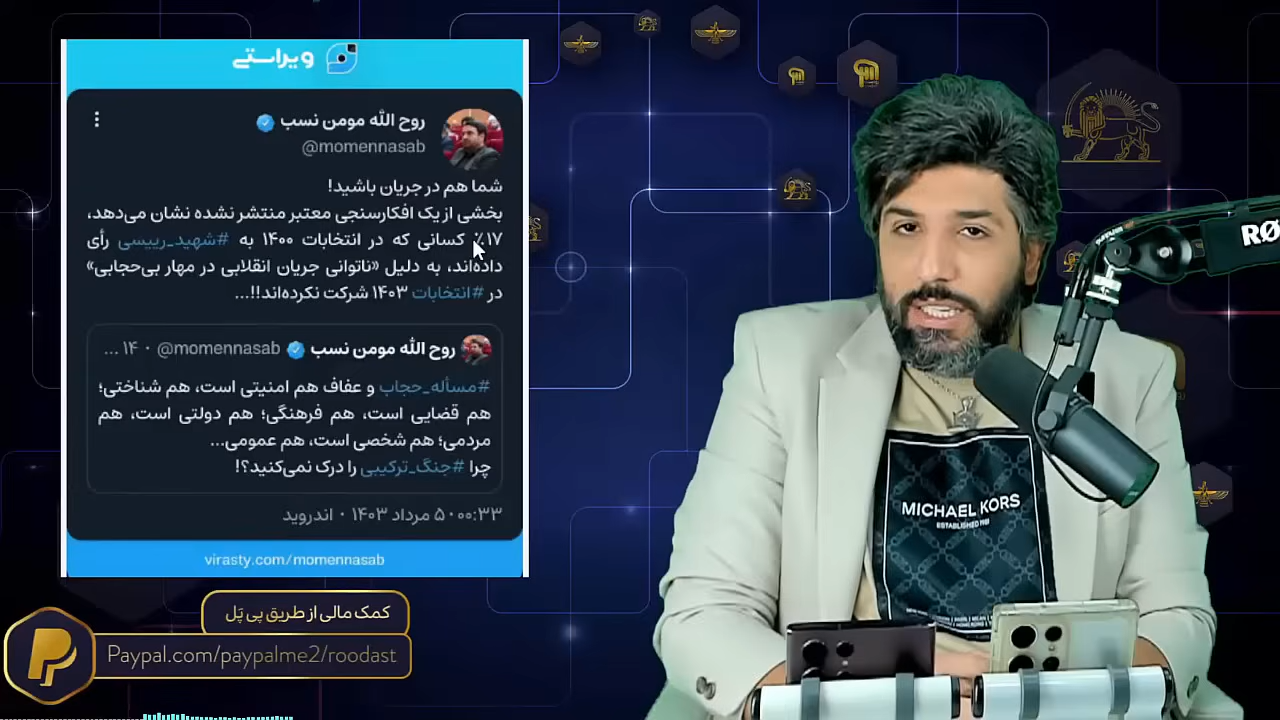 ویراستی
روح الله مومن نسب
@momennasab
شما هم در جریان باشید!
بخشی از یک افکارسنجی معتبر منتشر نشده نشان می‌دهد،
۱۷٪ کسانی که در انتخابات ۱۴۰۰ به #شهید_رییسی رأی
داده‌اند، به دلیل «ناتوانی جریان انقلابی در مهار بی‌حجابی»
در #انتخابات ۱۴۰۳ شرکت نکرده‌اند!!...
روح الله مومن نسب @momennasab · ۱۴ ...
#مسأله_حجاب و عفاف هم امنیتی است، هم شناختی؛
هم قضایی است، هم فرهنگی؛ هم دولتی است، هم
مردمی؛ هم شخصی است، هم عمومی...
چرا #جنگ_ترکیبی را درک نمی‌کنید؟!
۰۰:۳۳ · ۵ مرداد ۱۴۰۳ · اندروید
virasty.com/momennasab
کمک مالی از طریق پی پَل
Paypal.com/paypalme2/roodast
RØ
MICHAEL KORS
ESTABLISHED 1981